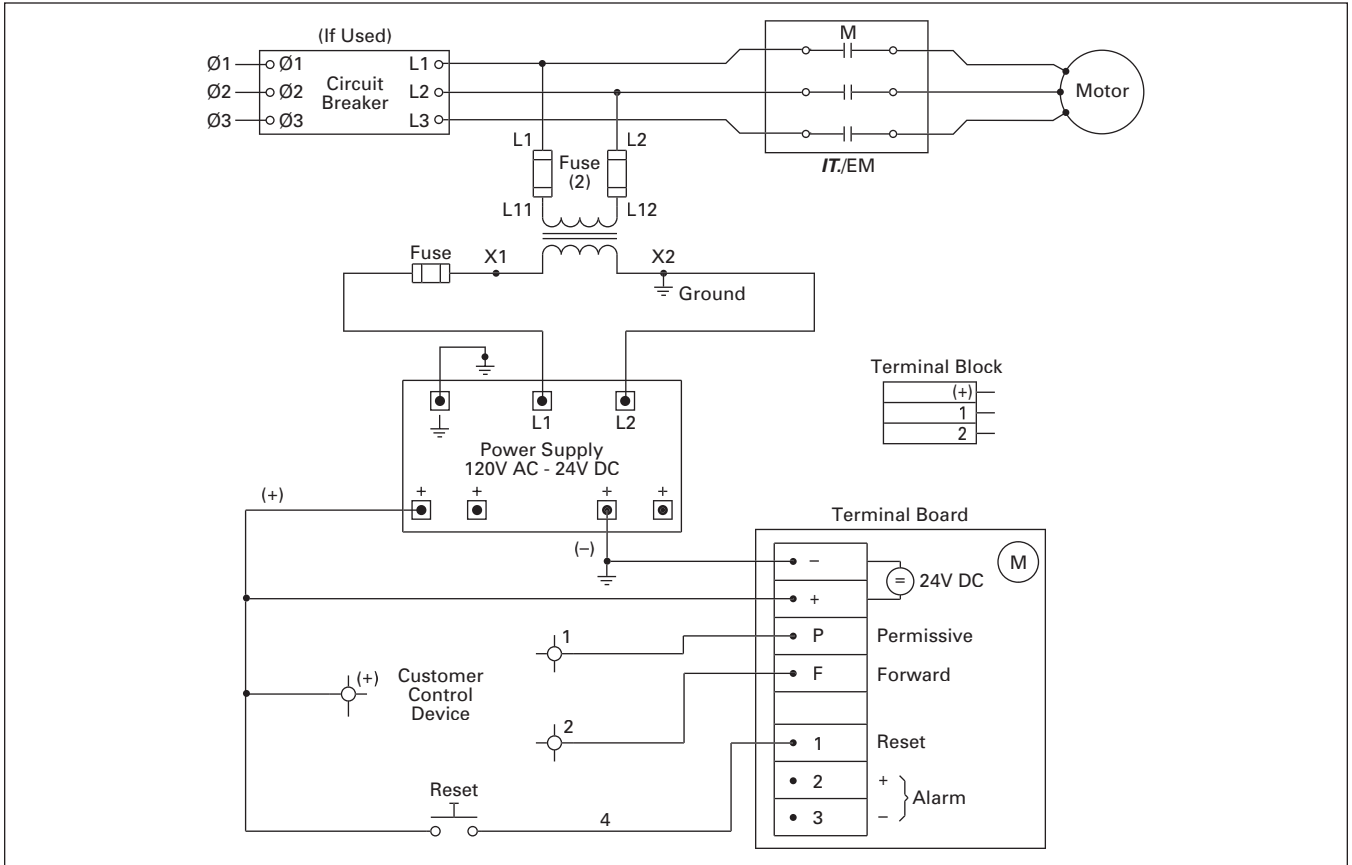 (If Used)
Ø1 Ø1 L1
Ø2 Ø2 Circuit Breaker L2
Ø3 Ø3 L3
M
Motor
IT./EM
L1 L2
Fuse
(2)
L11 L12
Fuse X1 X2
Ground
L1 L2
Power Supply
120V AC - 24V DC
+ + + +
(+)
(–)
Terminal Block
(+)
1
2
Terminal Board
M
–
= 24V DC
+
1
P Permissive
F Forward
(+)
Customer
Control
Device
2
1 Reset
2 +
Alarm
3 –
Reset
4